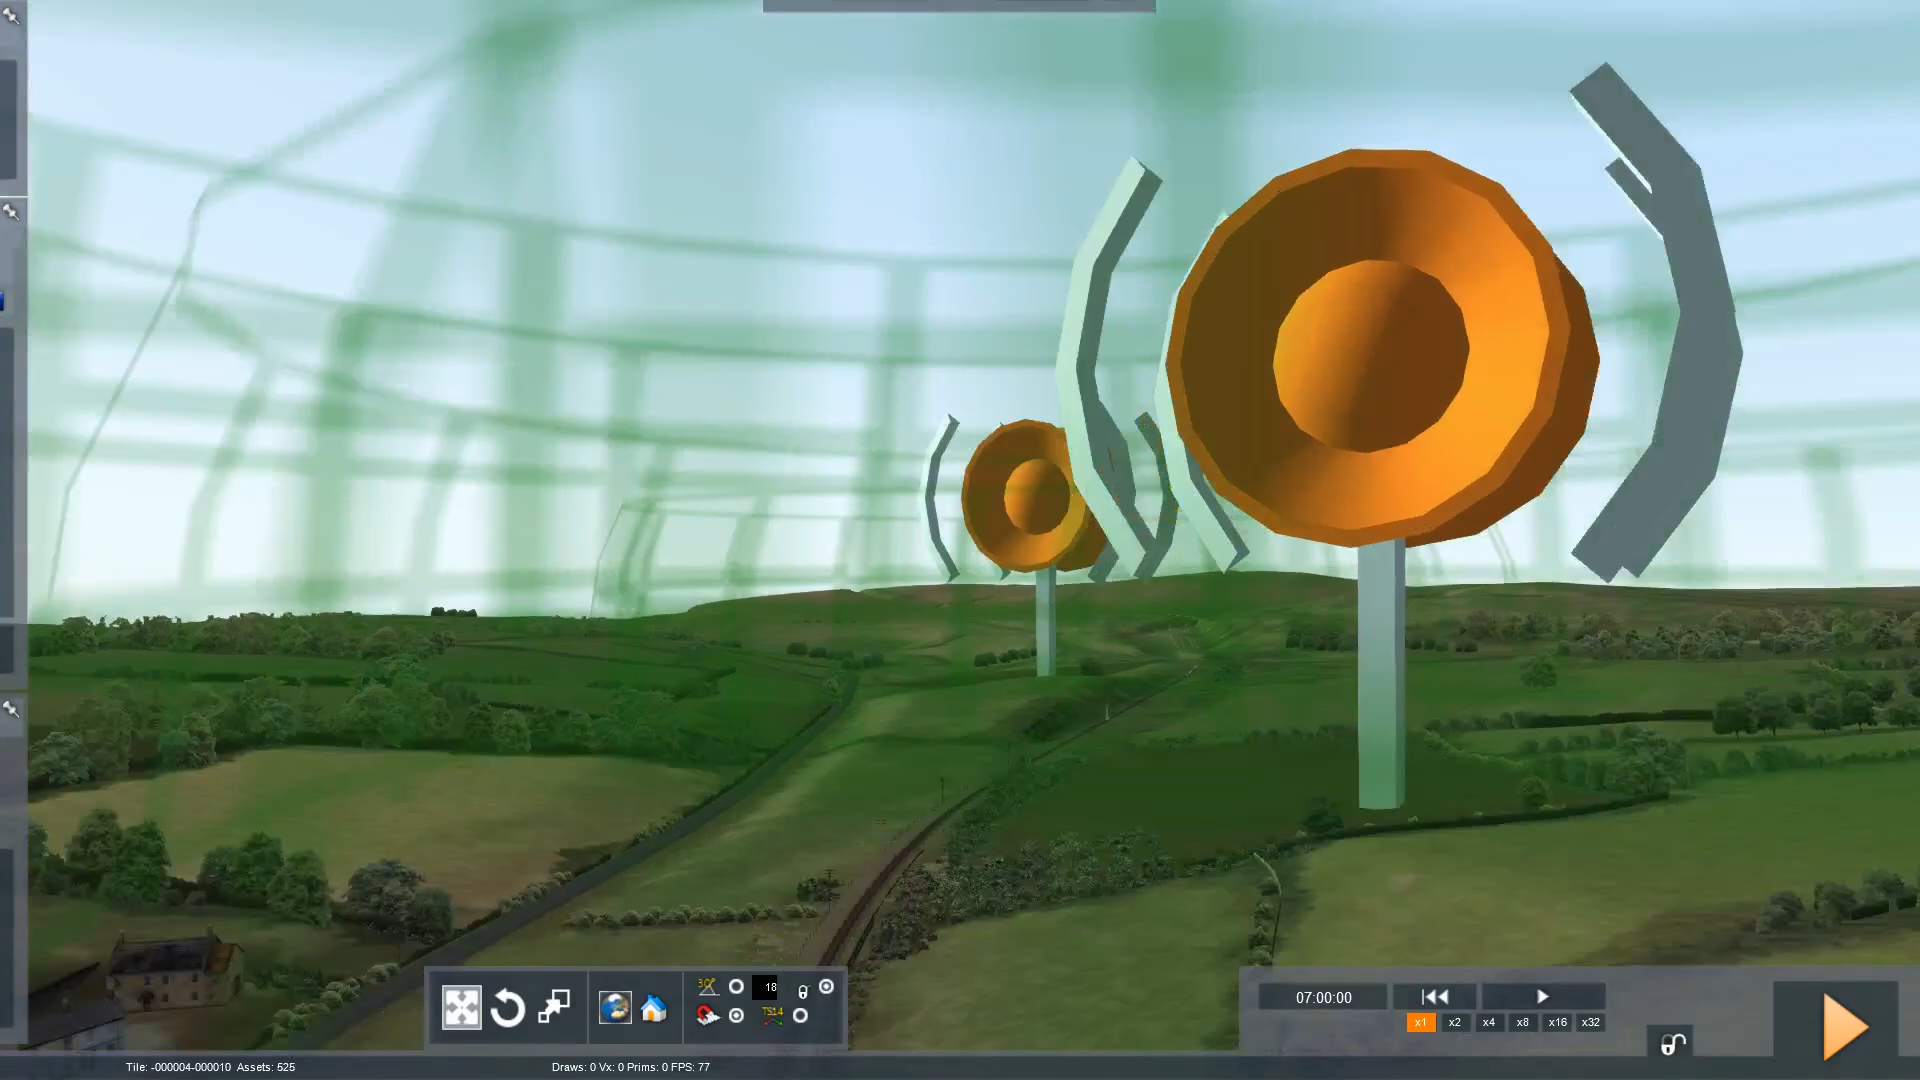 30°
18
TS14
07:00:00
x1 x2 x4 x8 x16 x32
Tile: -000004-000010 Assets: 525
Draws: 0 Vx: 0 Prims: 0 FPS: 77